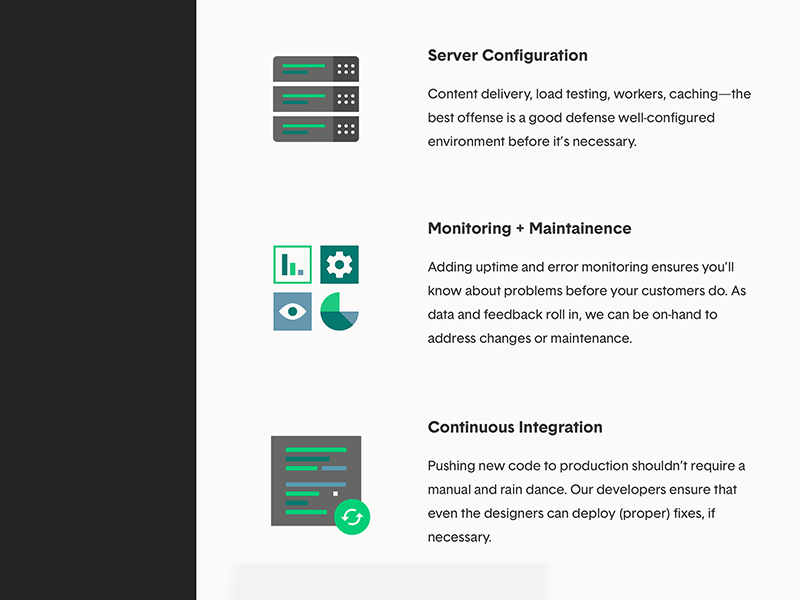 Server Configuration
Content delivery, load testing, workers, caching—the
best offense is a good defense well-configured
environment before it’s necessary.
Monitoring + Maintainence
Adding uptime and error monitoring ensures you’ll
know about problems before your customers do. As
data and feedback roll in, we can be on-hand to
address changes or maintenance.
Continuous Integration
Pushing new code to production shouldn’t require a
manual and rain dance. Our developers ensure that
even the designers can deploy (proper) fixes, if
necessary.